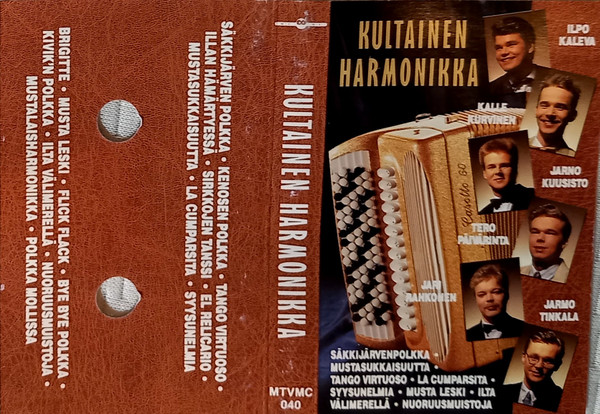 BRIGITTE • MUSTA LESKI • FLICK FLACK • BYE BYE POLKKA •
KIVIK'N POLKKA • ILTA VÄLIMERELLÄ • NUORUUSMUISTOJA •
MUSTALAISHARMONIKKA • POLKKA MOLLISSA
SÄKKIJÄRVEN POLKKA • KENOSEN POLKKA • TANGO VIRTUOSO •
ILLAN HÄMÄRTYESSÄ • SIRKKOJEN TANSSI • EL RELICARIO •
MUSTASUKKAISUUTTA • LA CUMPARSITA • SYYSUNELMIA
KULTAINEN HARMONIKKA
MTVMC
040
KULTAINEN
HARMONIKKA
ILPO
KALEVA
KALLE
KURVINEN
JARNO
KUUSISTO
TERO
PÄIVÄRINTA
JARI
RANKONEN
JARMO
TINKALA
Casotto 60
SÄKKIJÄRVENPOLKKA
MUSTASUKKAISUUTTA •
TANGO VIRTUOSO • LA CUMPARSITA •
SYYSUNELMIA • MUSTA LESKI • ILTA
VÄLIMERELLÄ • NUORUUSMUISTOJA